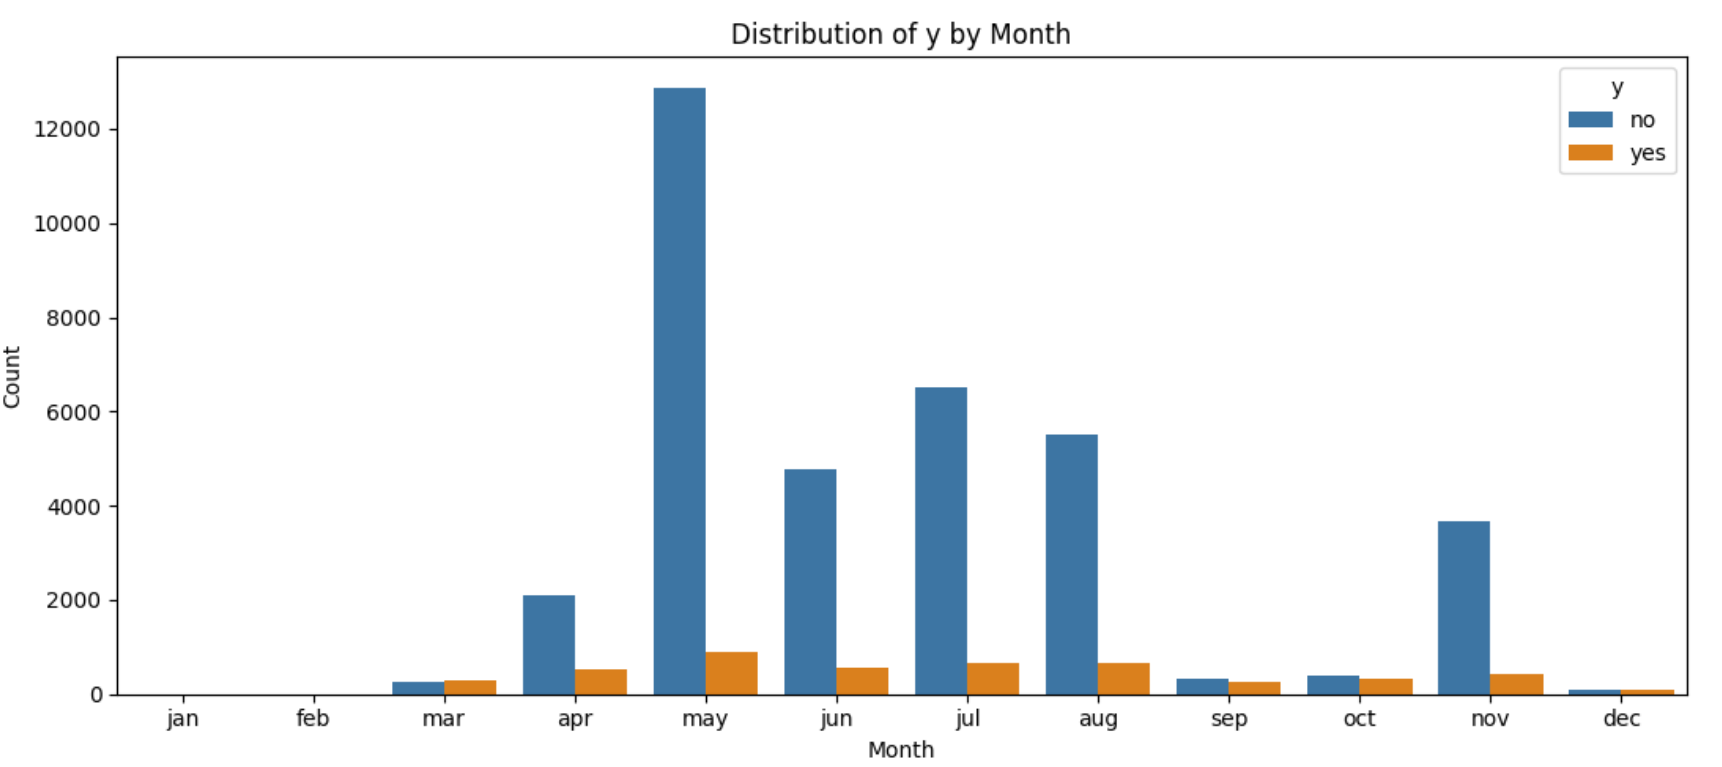 Distribution of y by Month
y
no
yes
12000
10000
8000
6000
4000
2000
0
Count
jan feb mar apr may jun jul aug sep oct nov dec
Month